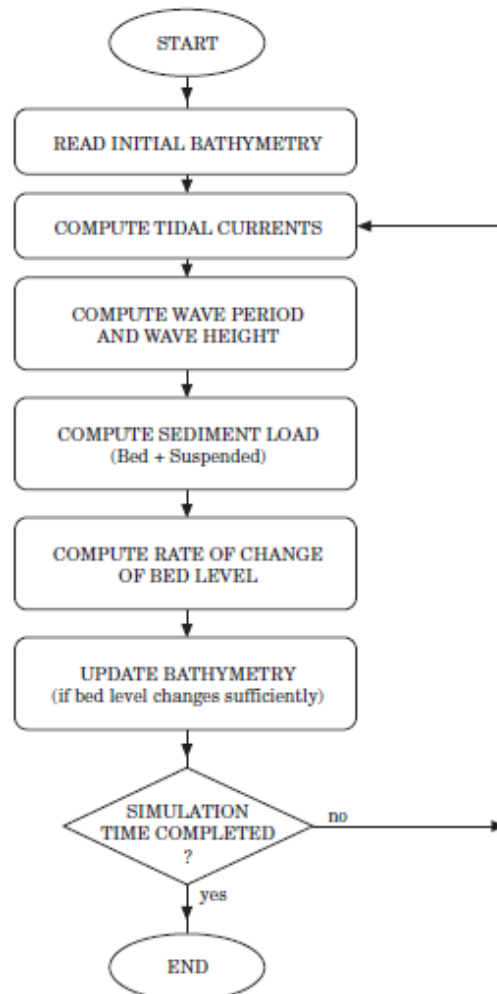 START
READ INITIAL BATHYMETRY
COMPUTE TIDAL CURRENTS
COMPUTE WAVE PERIOD
AND WAVE HEIGHT
COMPUTE SEDIMENT LOAD
(Bed + Suspended)
COMPUTE RATE OF CHANGE
OF BED LEVEL
UPDATE BATHYMETRY
(if bed level changes sufficiently)
SIMULATION
TIME COMPLETED
?
no
yes
END